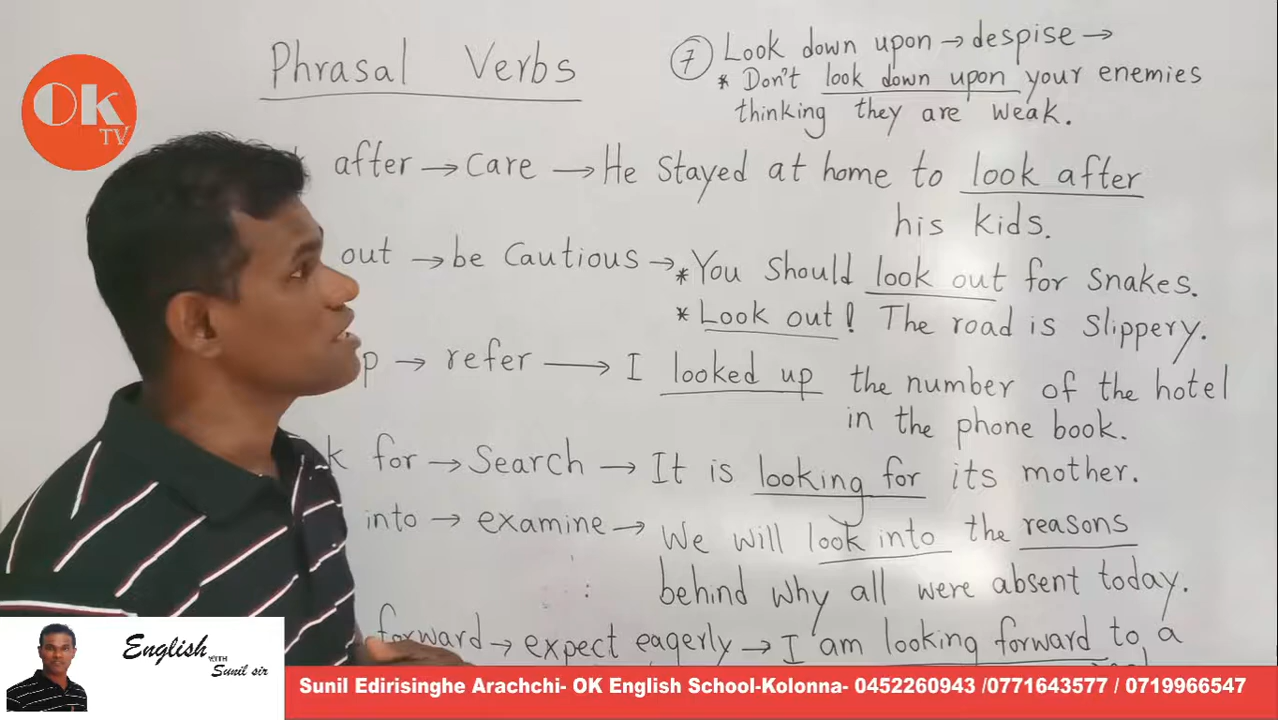 Phrasal Verbs
⑦ Look down upon → despise →
* Don't look down upon your enemies
thinking they are weak.
OK
TV
after → Care → He Stayed at home to look after
his kids.
out → be Cautious → * You Should look out for Snakes.
* Look out! The road is Slippery.
p → refer → I looked up the number of the hotel
in the phone book.
k for → Search → It is looking for its mother.
into → examine → We will look into the reasons
behind why all were absent today.
forward → expect eagerly → I am looking forward to a
English WITH
Sunil sir
Sunil Edirisinghe Arachchi- OK English School-Kolonna- 0452260943 /0771643577 / 0719966547